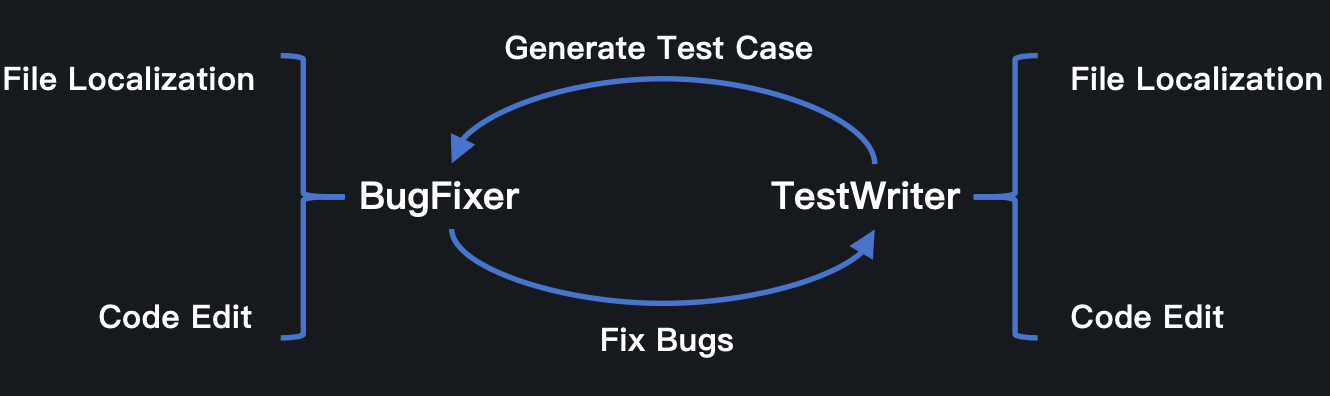 Generate Test Case
File Localization
File Localization
BugFixer
TestWriter
Code Edit
Code Edit
Fix Bugs